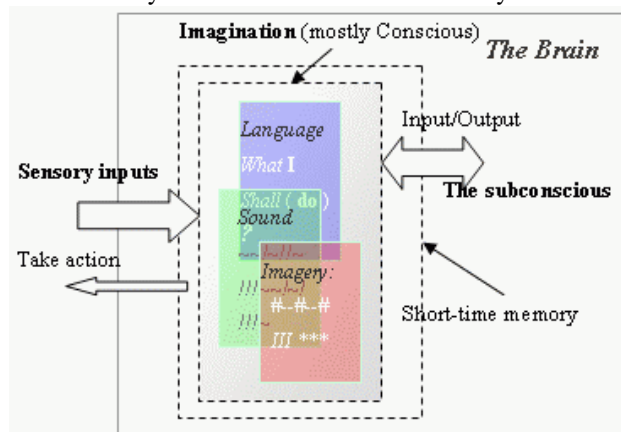 Imagination (mostly Conscious)
The Brain
Input/Output
Language
What I
Sensory inputs
The subconscious
Shall ( do )
Sound
?
~~/~//~
Take action
Imagery:
///~~/~/
#--#--#
Short-time memory
///~
III ***